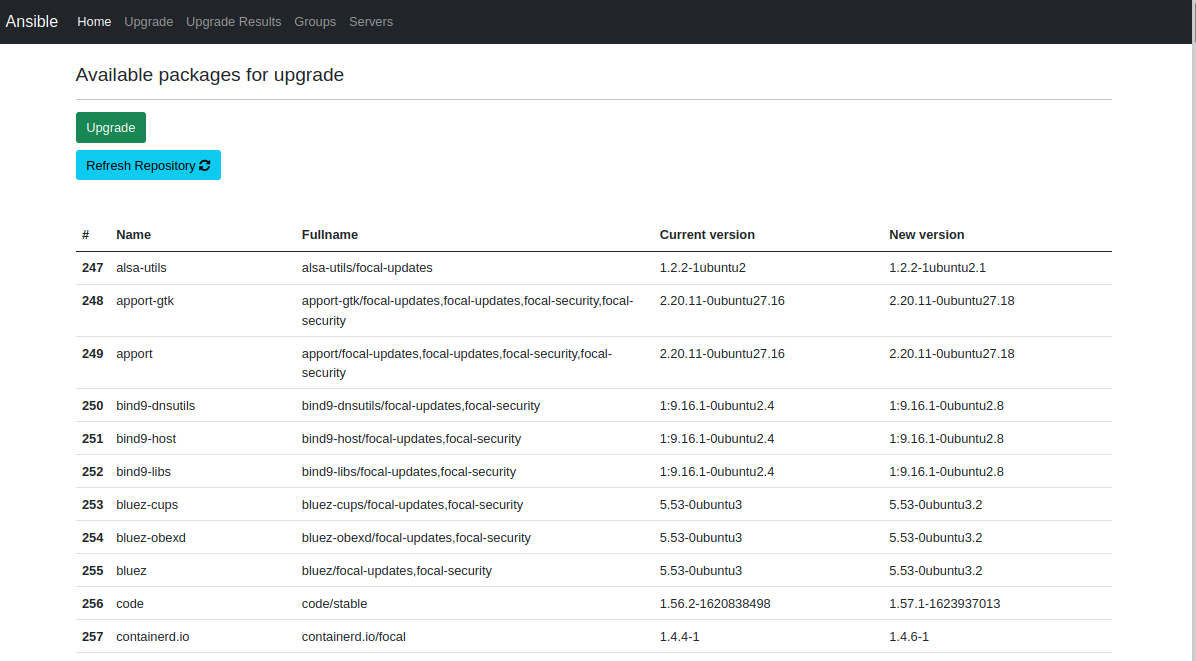 Ansible Home Upgrade Upgrade Results Groups Servers
Available packages for upgrade
Upgrade
Refresh Repository
# Name Fullname Current version New version
247 alsa-utils alsa-utils/focal-updates 1.2.2-1ubuntu2 1.2.2-1ubuntu2.1
248 apport-gtk apport-gtk/focal-updates,focal-updates,focal-security,focal- 2.20.11-0ubuntu27.16 2.20.11-0ubuntu27.18
security
249 apport apport/focal-updates,focal-updates,focal-security,focal- 2.20.11-0ubuntu27.16 2.20.11-0ubuntu27.18
security
250 bind9-dnsutils bind9-dnsutils/focal-updates,focal-security 1:9.16.1-0ubuntu2.4 1:9.16.1-0ubuntu2.8
251 bind9-host bind9-host/focal-updates,focal-security 1:9.16.1-0ubuntu2.4 1:9.16.1-0ubuntu2.8
252 bind9-libs bind9-libs/focal-updates,focal-security 1:9.16.1-0ubuntu2.4 1:9.16.1-0ubuntu2.8
253 bluez-cups bluez-cups/focal-updates,focal-security 5.53-0ubuntu3 5.53-0ubuntu3.2
254 bluez-obexd bluez-obexd/focal-updates,focal-security 5.53-0ubuntu3 5.53-0ubuntu3.2
255 bluez bluez/focal-updates,focal-security 5.53-0ubuntu3 5.53-0ubuntu3.2
256 code code/stable 1.56.2-1620838498 1.57.1-1623937013
257 containerd.io containerd.io/focal 1.4.4-1 1.4.6-1